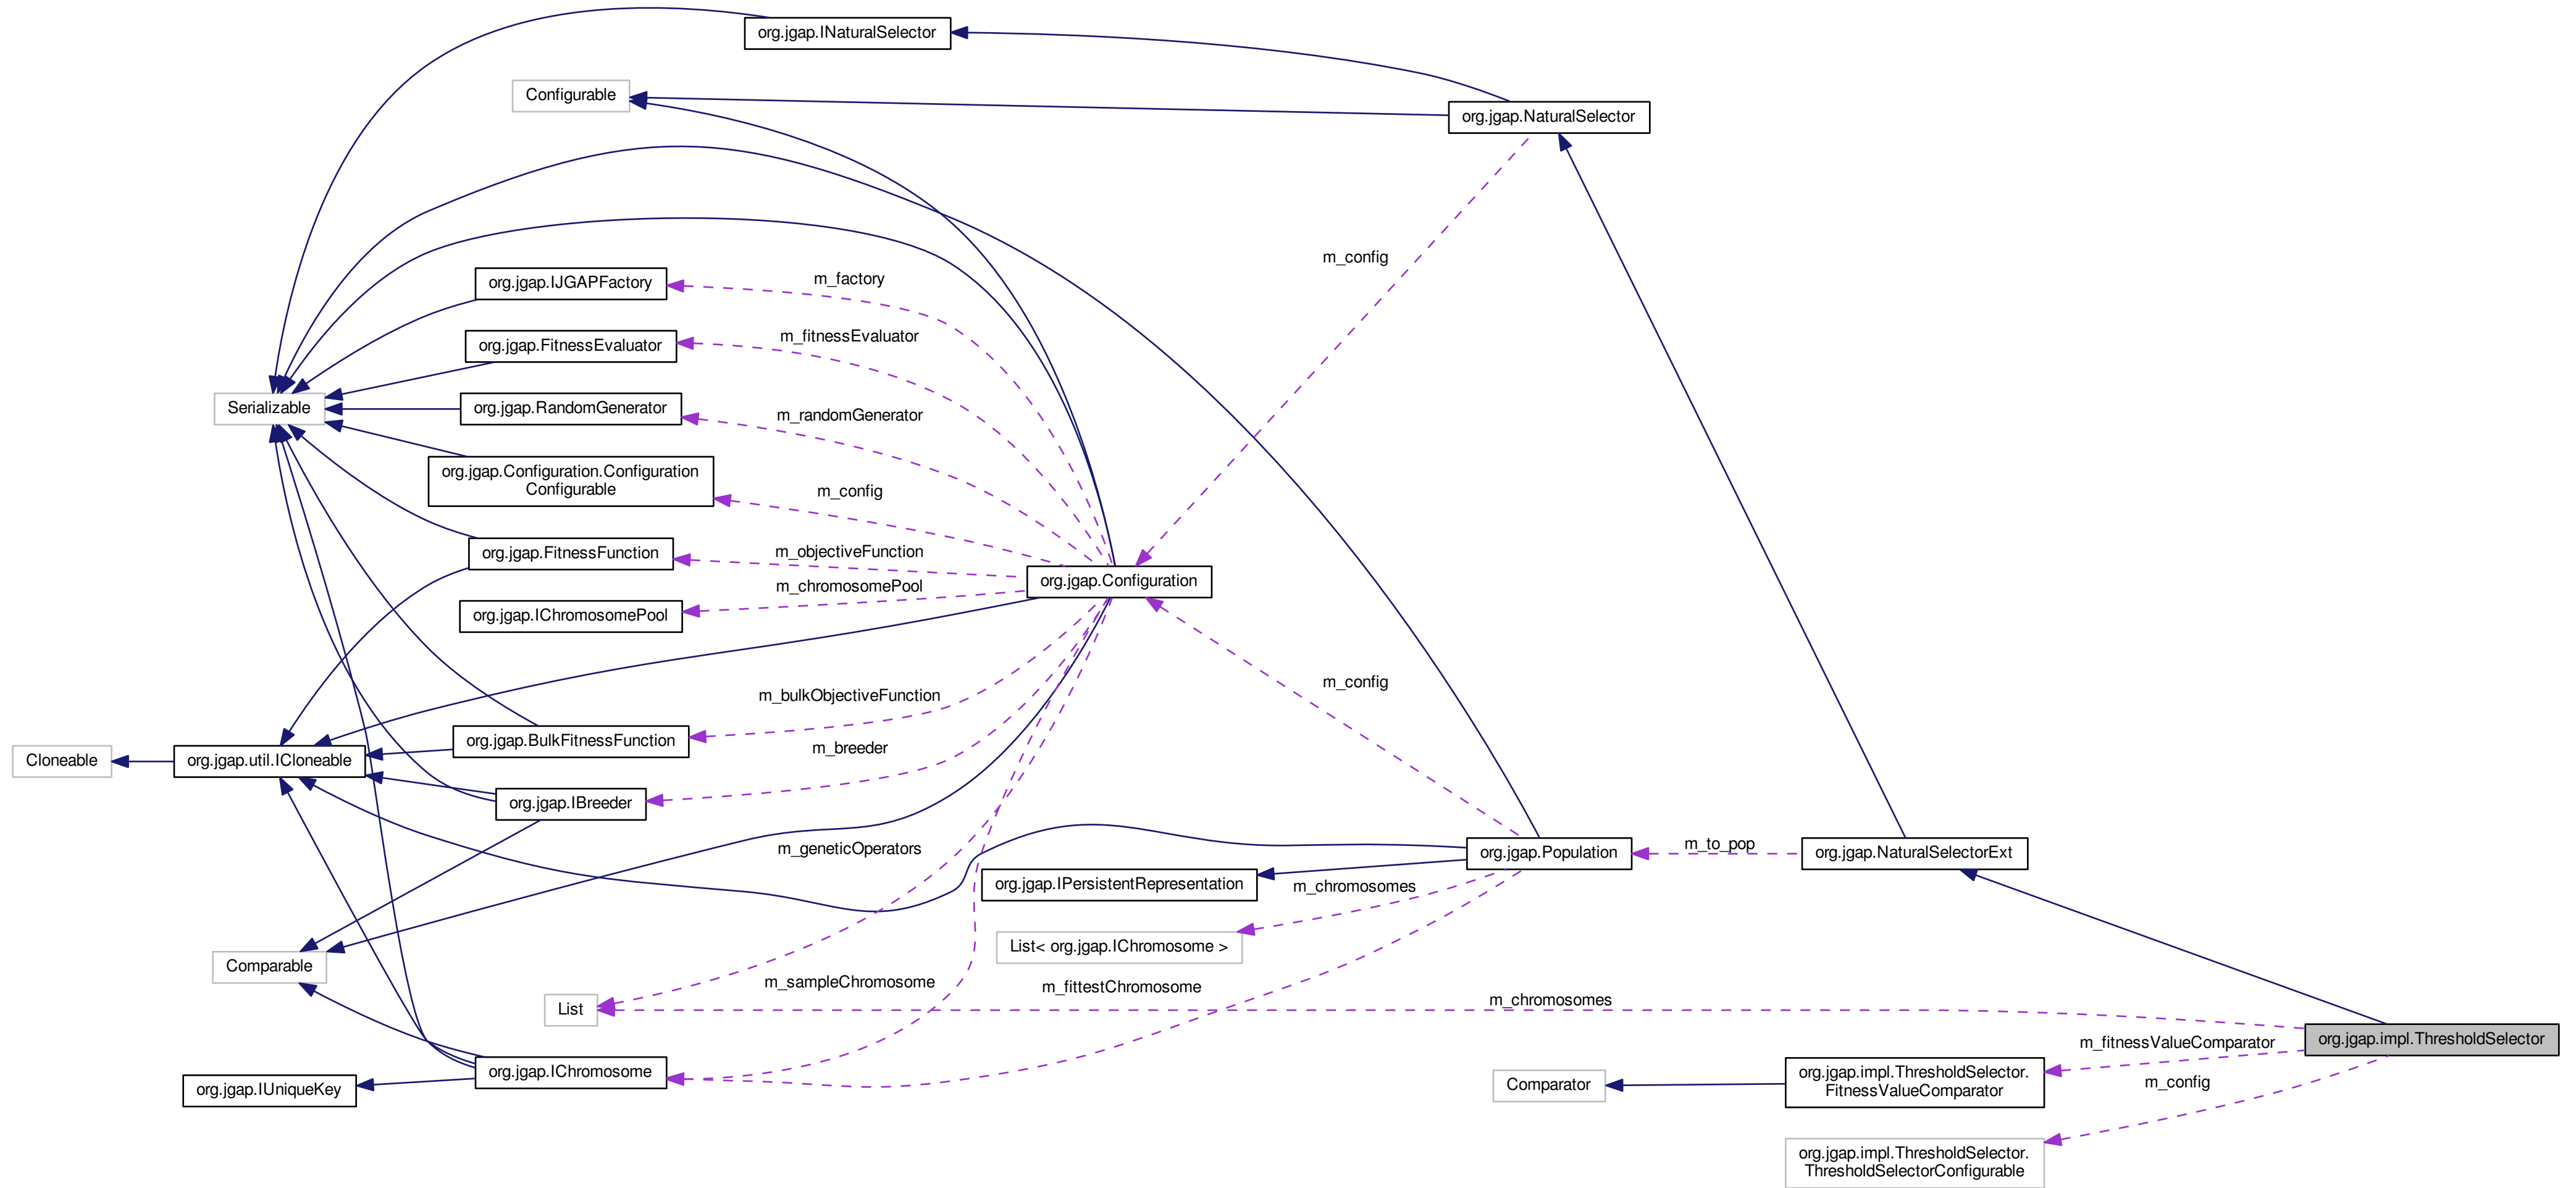 org.jgap.INaturalSelector
Configurable
org.jgap.NaturalSelector
m_config
org.jgap.IJGAPFactory
m_factory
m_fitnessEvaluator
org.jgap.FitnessEvaluator
Serializable
org.jgap.RandomGenerator
m_randomGenerator
org.jgap.Configuration.Configuration
Configurable
m_config
org.jgap.FitnessFunction
m_objectiveFunction
m_chromosomePool
org.jgap.Configuration
org.jgap.IChromosomePool
m_bulkObjectiveFunction
m_config
org.jgap.BulkFitnessFunction
m_breeder
Cloneable
org.jgap.util.ICloneable
org.jgap.IBreeder
m_geneticOperators
org.jgap.Population
m_to_pop
org.jgap.NaturalSelectorExt
org.jgap.IPersistentRepresentation
m_chromosomes
List< org.jgap.IChromosome >
Comparable
m_sampleChromosome
m_fittestChromosome
List
m_chromosomes
org.jgap.impl.ThresholdSelector
m_fitnessValueComparator
org.jgap.IChromosome
org.jgap.IUniqueKey
Comparator
org.jgap.impl.ThresholdSelector.
FitnessValueComparator
m_config
org.jgap.impl.ThresholdSelector.
ThresholdSelectorConfigurable